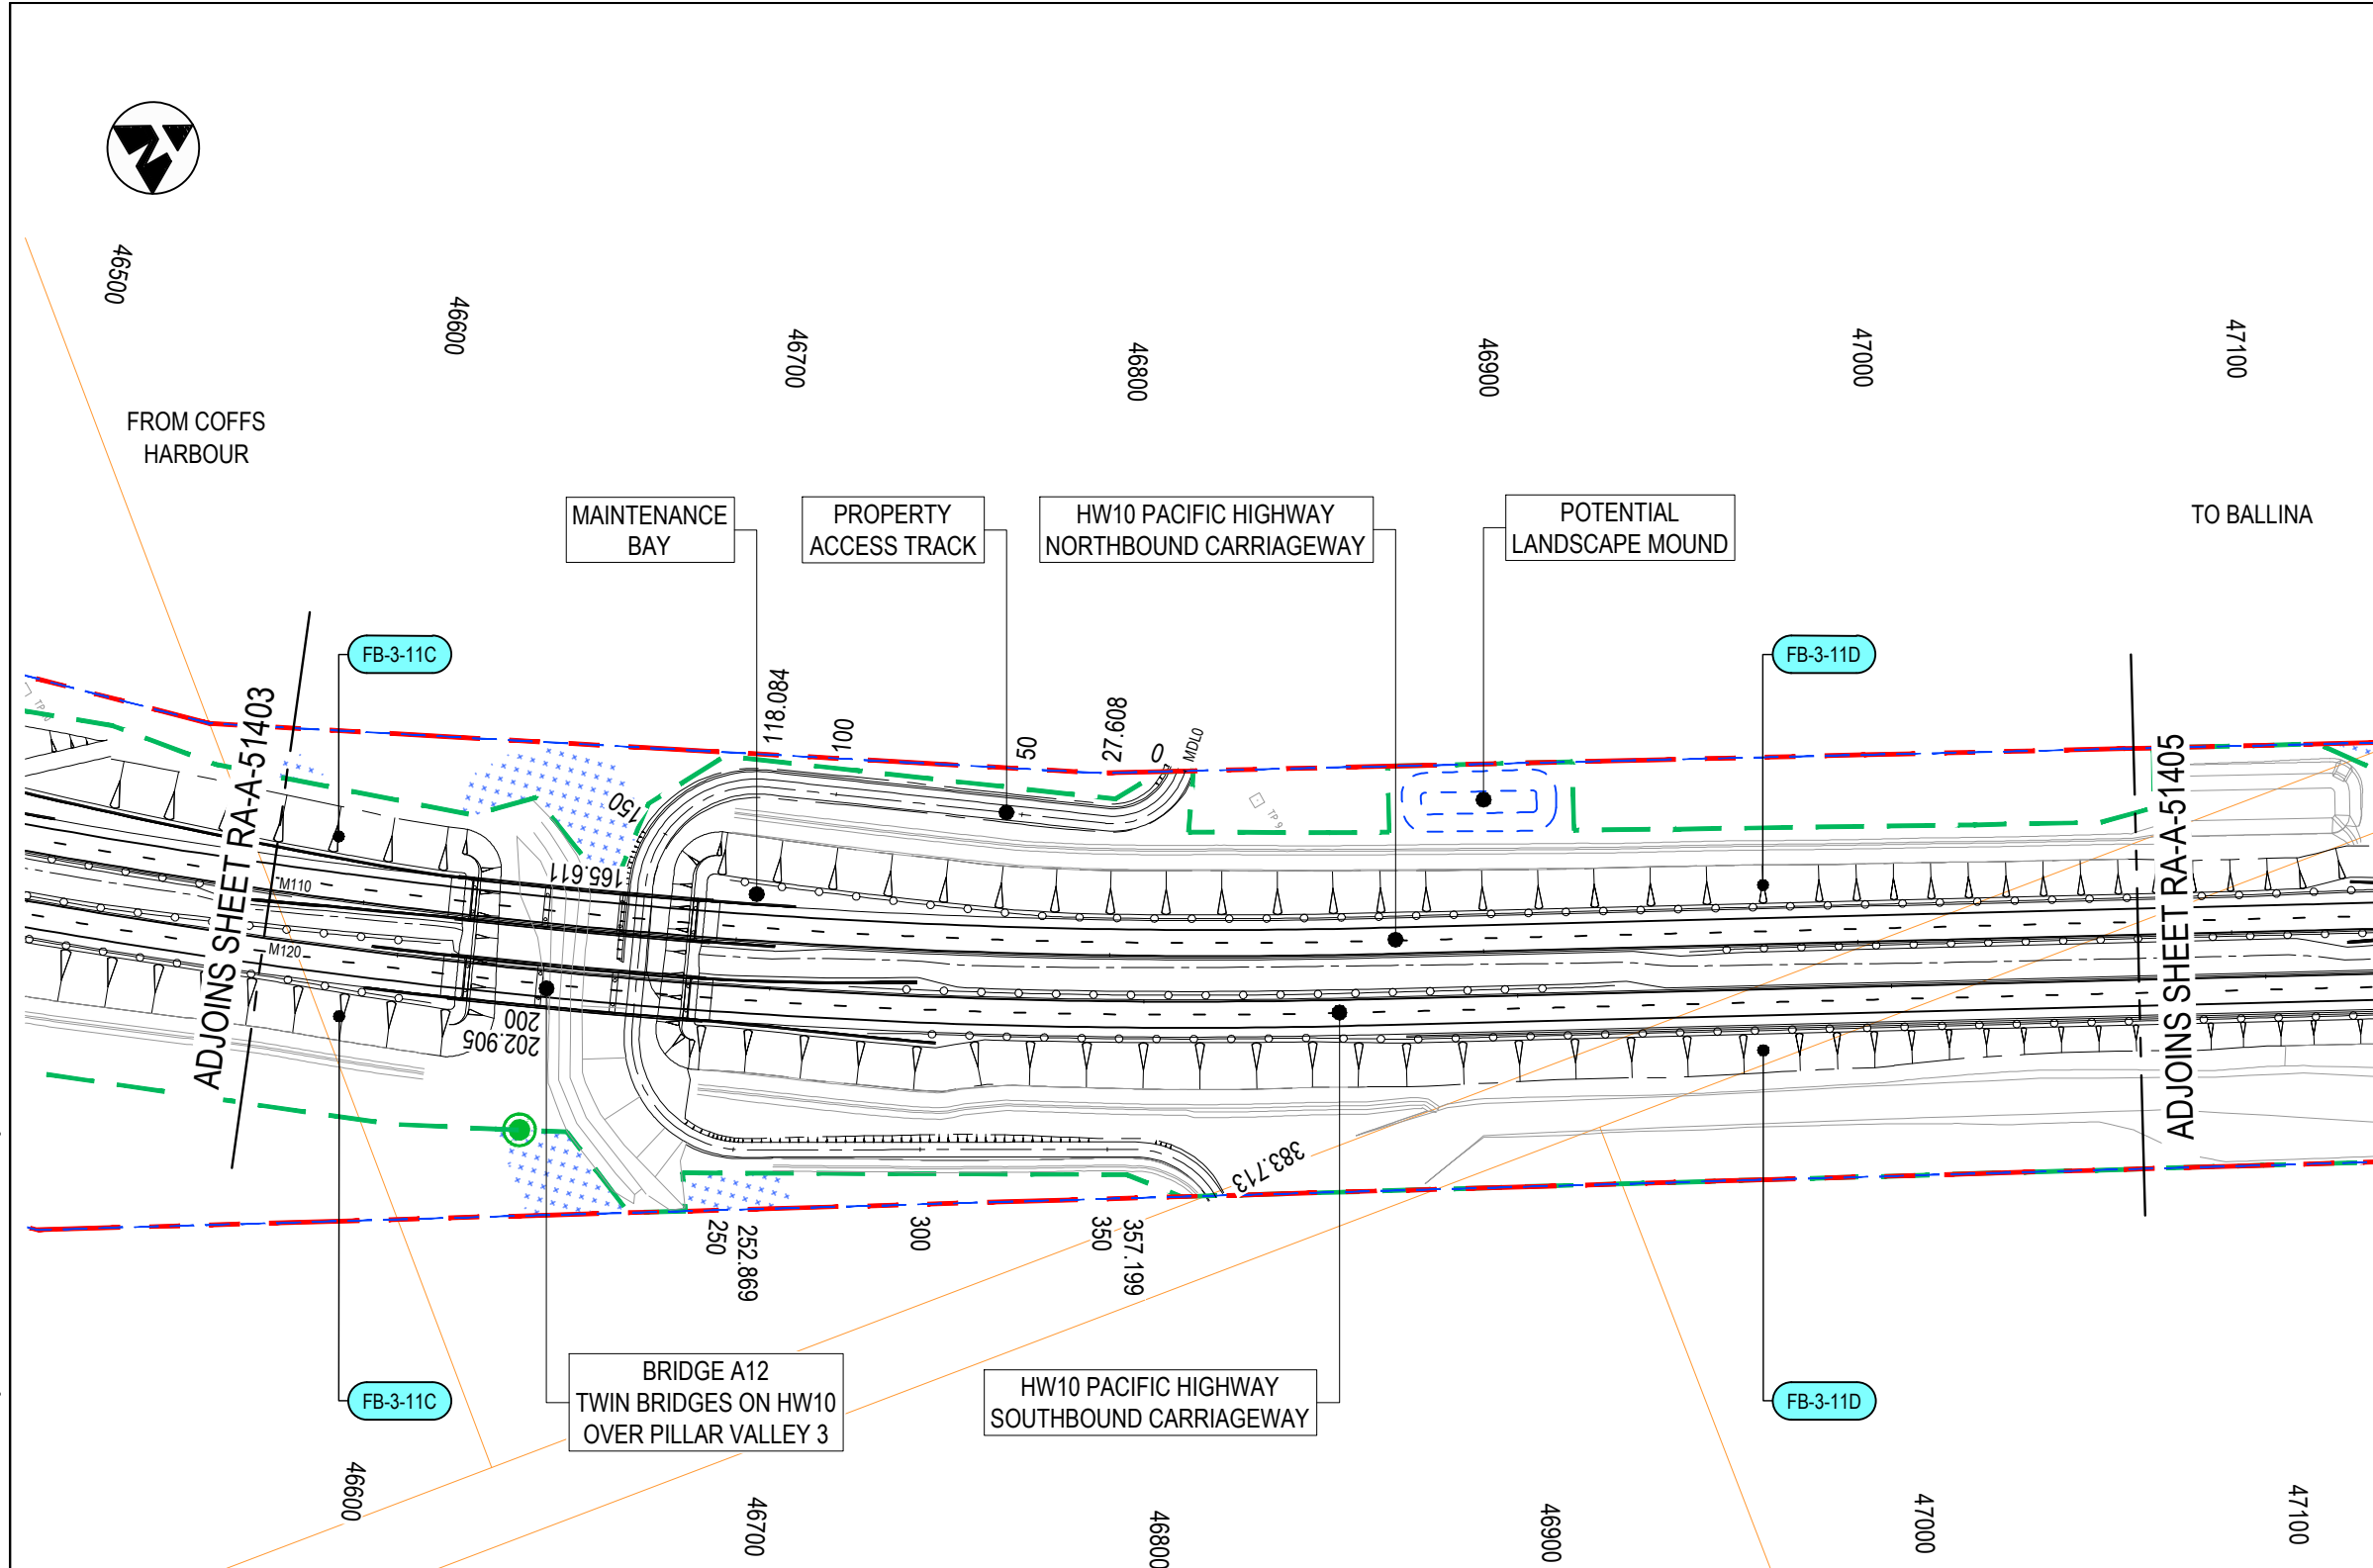 46500
46600
46700
46800
46900
47000
47100
FROM COFFS
HARBOUR
TO BALLINA
MAINTENANCE
BAY
PROPERTY
ACCESS TRACK
HW10 PACIFIC HIGHWAY
NORTHBOUND CARRIAGEWAY
POTENTIAL
LANDSCAPE MOUND
FB-3-11C
FB-3-11D
ADJOINS SHEET RA-A-51403
ADJOINS SHEET RA-A-51405
118.084
100
50
27.608
0
MDL0
TP 9
150
165.611
M110
M120
200
202.905
383.713
250
252.869
300
350
357.199
BRIDGE A12
TWIN BRIDGES ON HW10
OVER PILLAR VALLEY 3
HW10 PACIFIC HIGHWAY
SOUTHBOUND CARRIAGEWAY
FB-3-11C
FB-3-11D
46600
46700
46800
46900
47000
47100